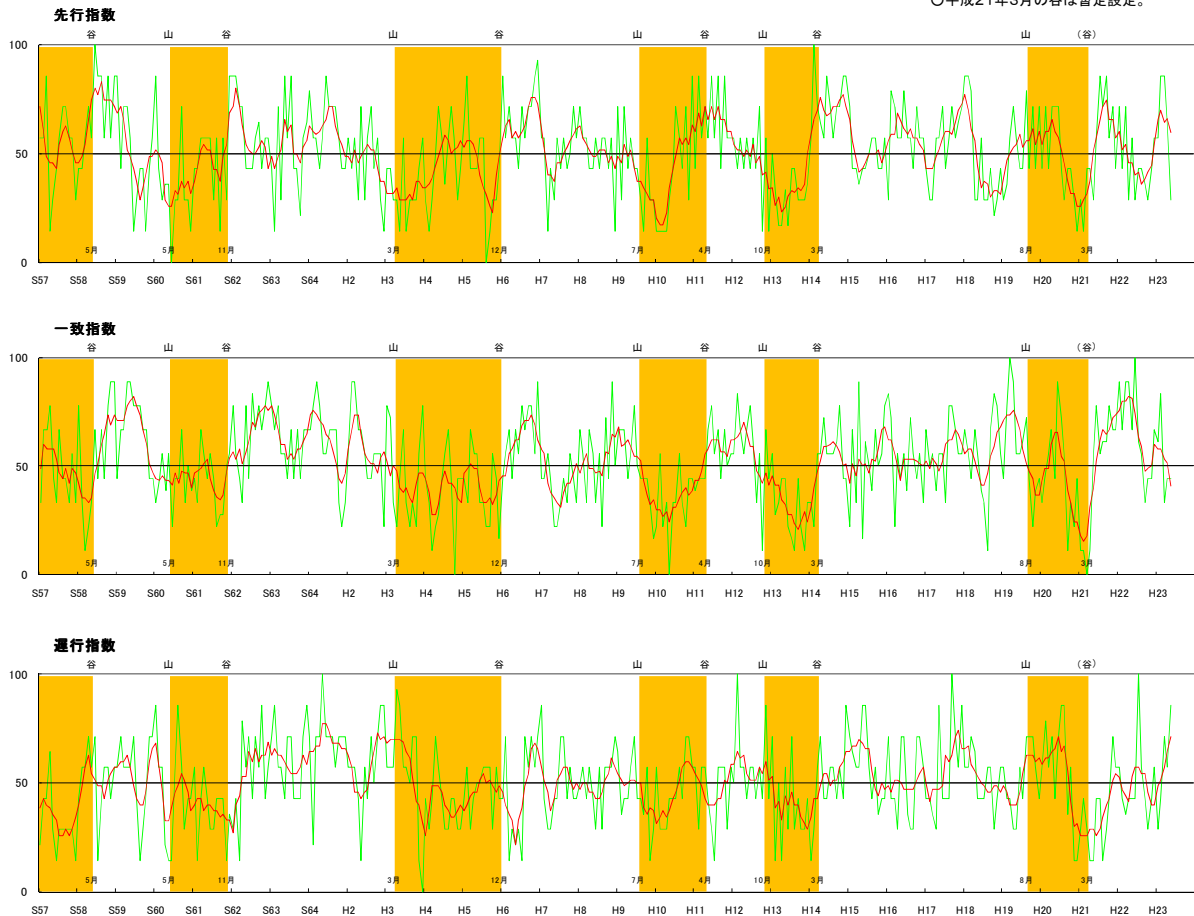 〇平成21年3月の谷は暫定設定。
先行指数
谷 山 谷 山 谷 山 谷 山 谷 山 (谷)
100
50
5月 5月 11月 3月 12月 7月 4月 10月 3月 8月 3月
0
S57 S58 S59 S60 S61 S62 S63 S64 H2 H3 H4 H5 H6 H7 H8 H9 H10 H11 H12 H13 H14 H15 H16 H17 H18 H19 H20 H21 H22 H23
一致指数
谷 山 谷 山 谷 山 谷 山 谷 山 (谷)
100
50
5月 5月 11月 3月 12月 7月 4月 10月 3月 8月 3月
0
S57 S58 S59 S60 S61 S62 S63 S64 H2 H3 H4 H5 H6 H7 H8 H9 H10 H11 H12 H13 H14 H15 H16 H17 H18 H19 H20 H21 H22 H23
遅行指数
谷 山 谷 山 谷 山 谷 山 谷 山 (谷)
100
50
5月 5月 11月 3月 12月 7月 4月 10月 3月 8月 3月
0
S57 S58 S59 S60 S61 S62 S63 S64 H2 H3 H4 H5 H6 H7 H8 H9 H10 H11 H12 H13 H14 H15 H16 H17 H18 H19 H20 H21 H22 H23